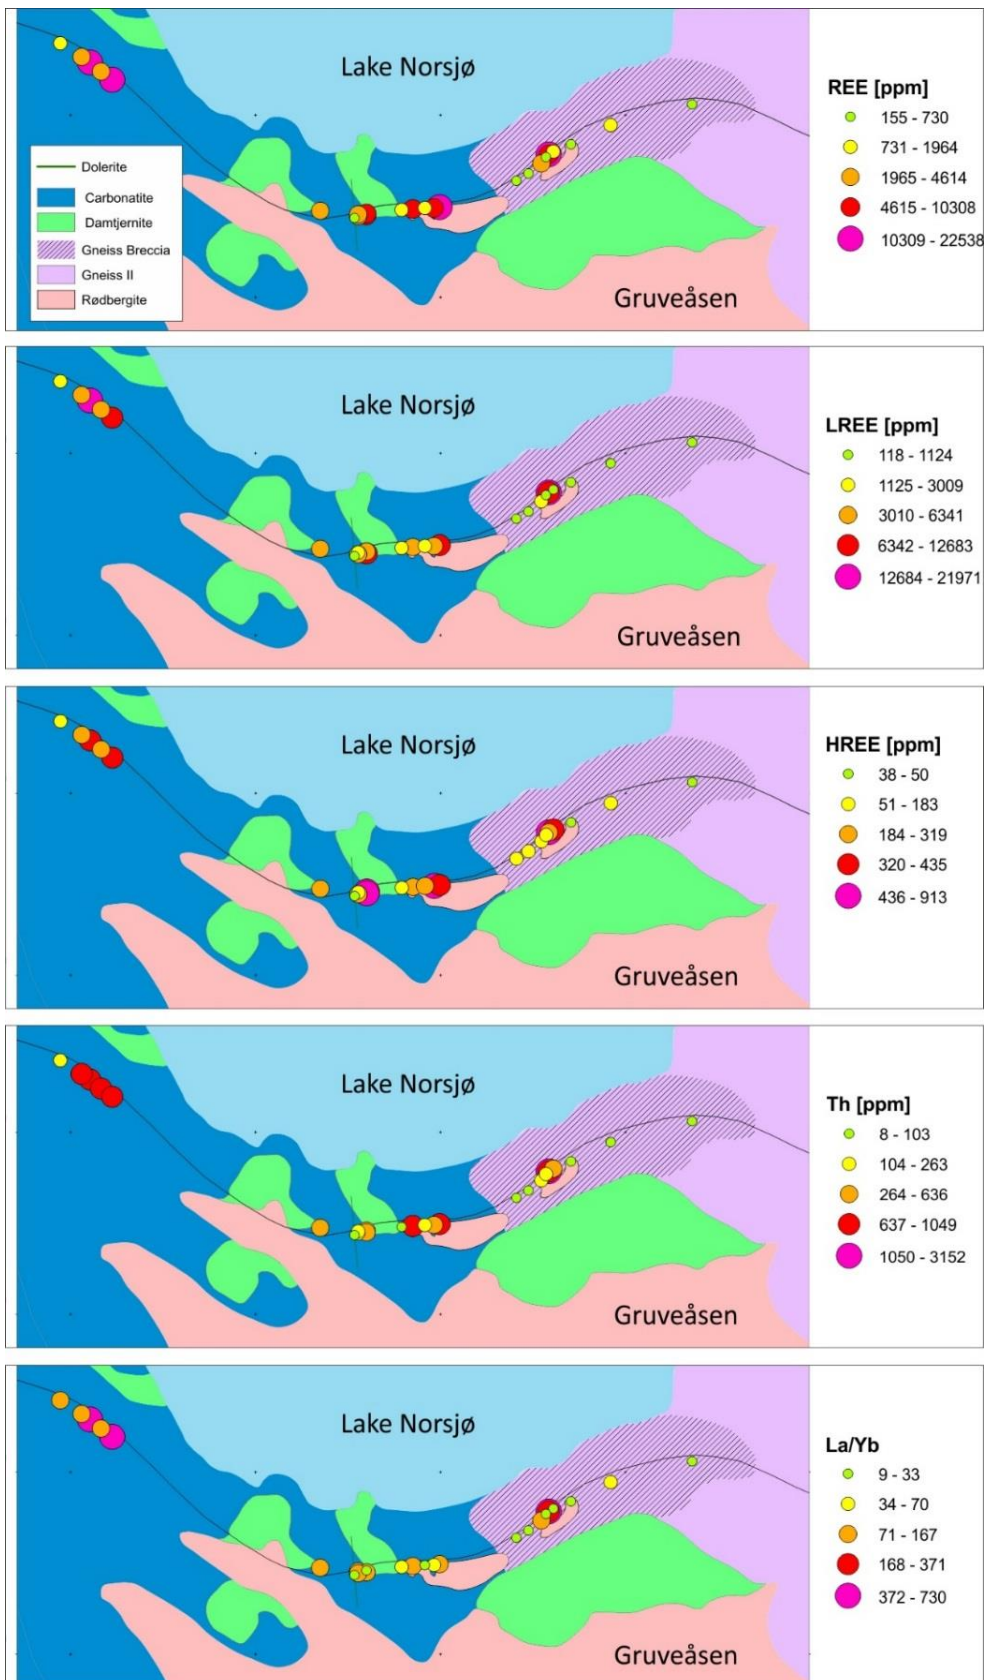 Lake Norsjø
Dolerite
Carbonatite
Damtjernite
Gneiss Breccia
Gneiss II
Rødbergite
Gruveåsen
REE [ppm]
155 - 730
731 - 1964
1965 - 4614
4615 - 10308
10309 - 22538
Lake Norsjø
Gruveåsen
LREE [ppm]
118 - 1124
1125 - 3009
3010 - 6341
6342 - 12683
12684 - 21971
Lake Norsjø
Gruveåsen
HREE [ppm]
38 - 50
51 - 183
184 - 319
320 - 435
436 - 913
Lake Norsjø
Gruveåsen
Th [ppm]
8 - 103
104 - 263
264 - 636
637 - 1049
1050 - 3152
Lake Norsjø
Gruveåsen
La/Yb
9 - 33
34 - 70
71 - 167
168 - 371
372 - 730